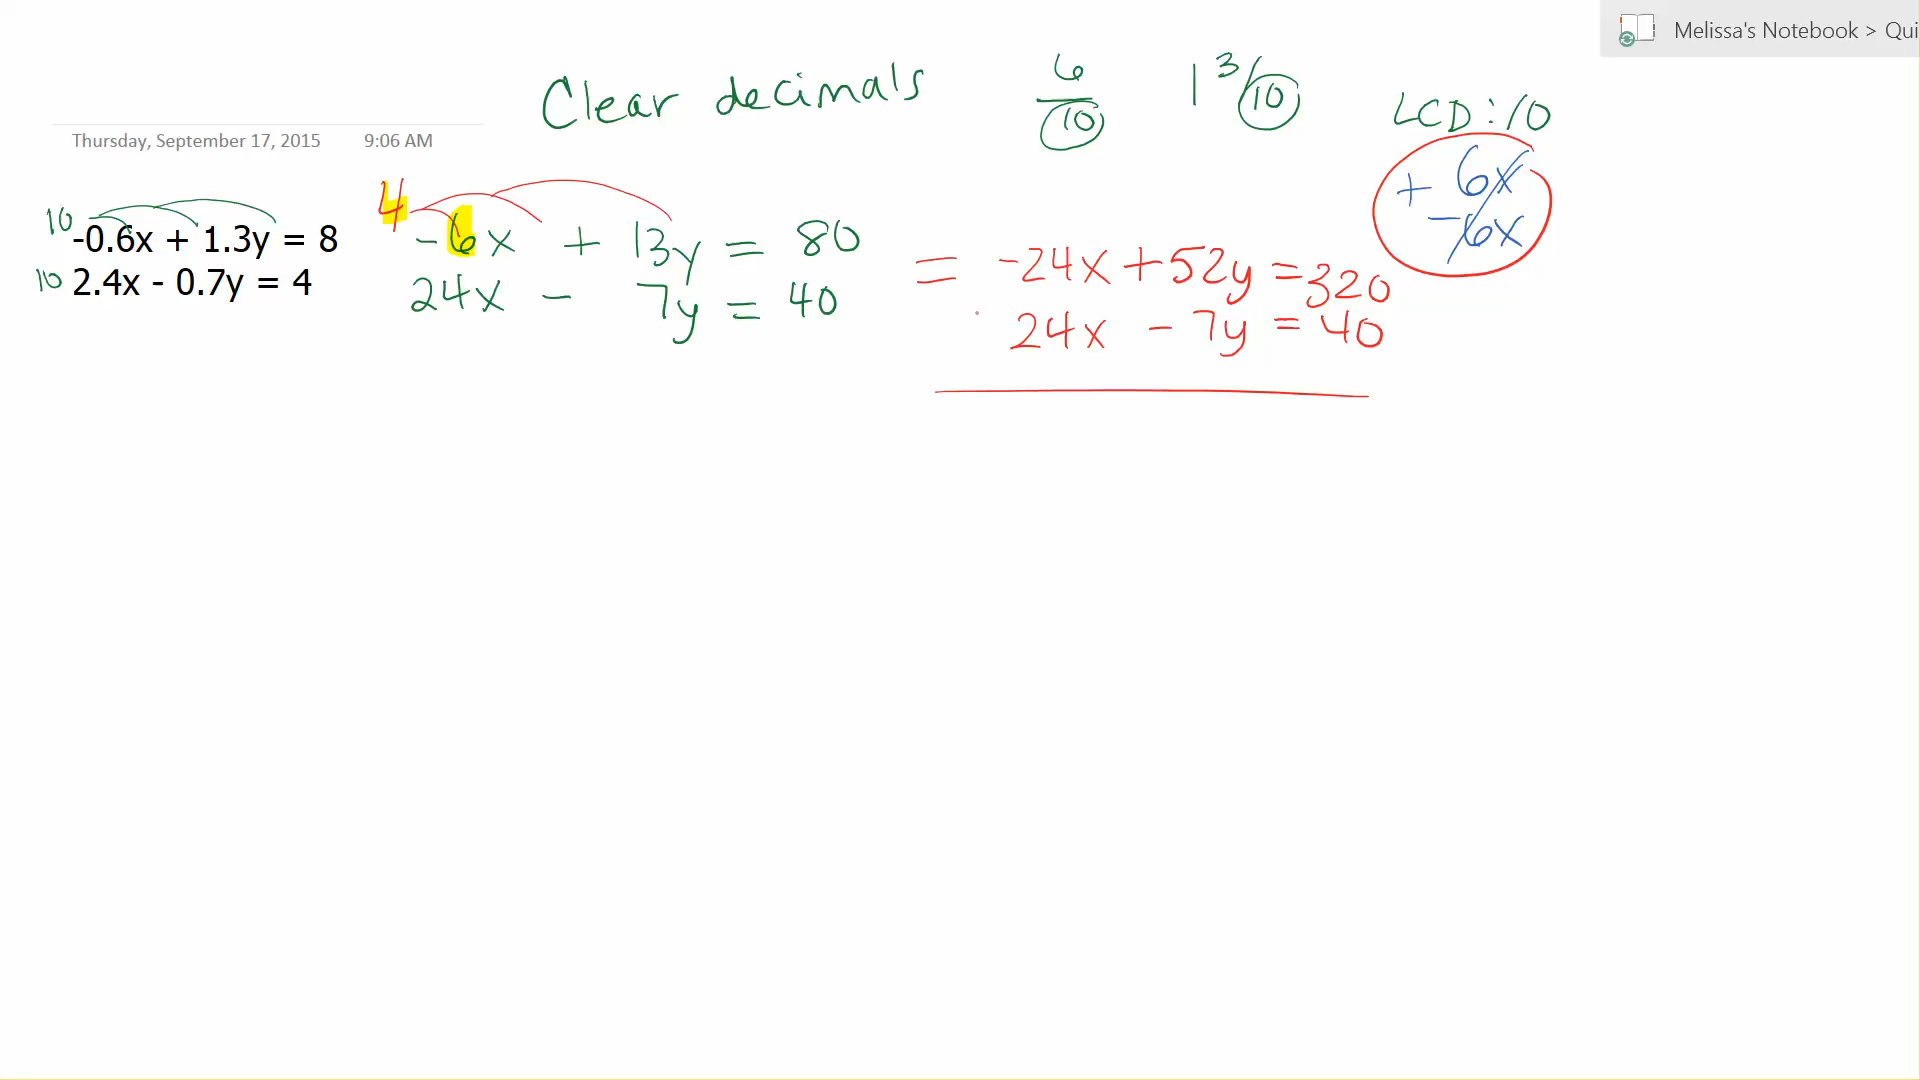 Melissa's Notebook > Qui
Clear decimals 6/10 1 3/10 LCD: 10
Thursday, September 17, 2015 9:06 AM
+ 6x
-6x
10 -0.6x + 1.3y = 8
10 2.4x - 0.7y = 4
4 -6x + 13y = 80
24x - 7y = 40
= -24x + 52y = 320
24x - 7y = 40